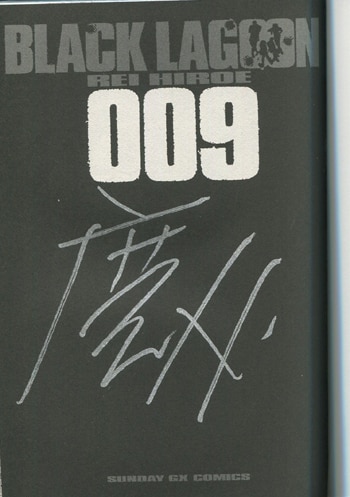 BLACK LAGOON
REI HIROE
009
SUNDAY GX COMICS